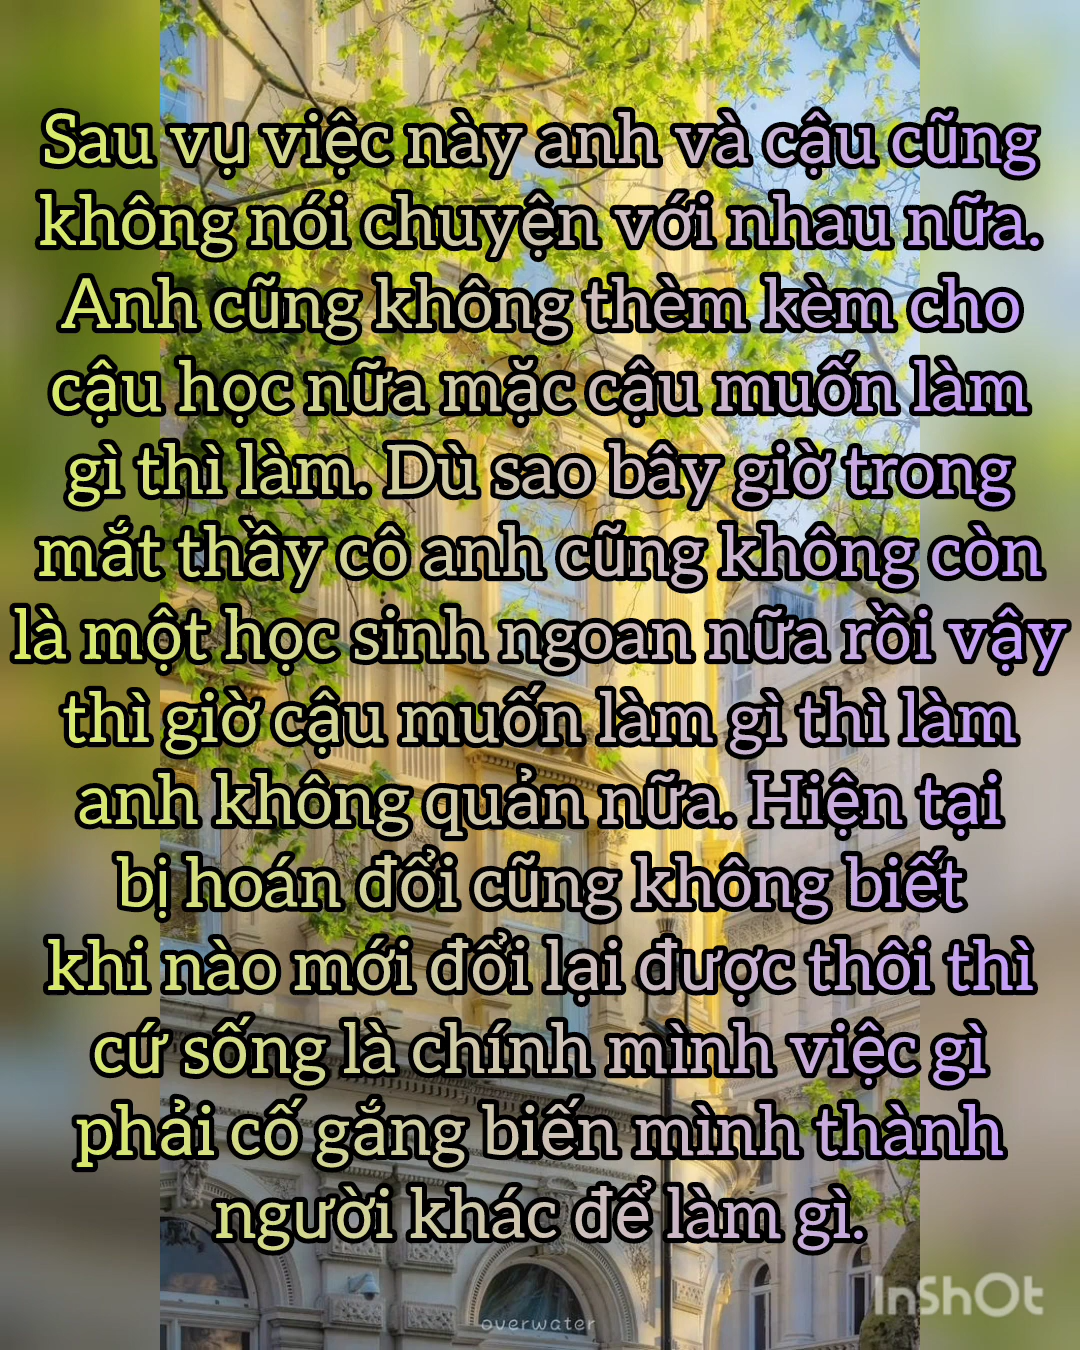 Sau vụ việc này anh và cậu cũng
không nói chuyện với nhau nữa.
Anh cũng không thèm kèm cho
cậu học nữa mặc cậu muốn làm
gì thì làm. Dù sao bây giờ trong
mắt thầy cô anh cũng không còn
là một học sinh ngoan nữa rồi vậy
thì giờ cậu muốn làm gì thì làm
anh không quản nữa. Hiện tại
bị hoán đổi cũng không biết
khi nào mới đổi lại được thôi thì
cứ sống là chính mình việc gì
phải cố gắng biến mình thành
người khác để làm gì.
InShOt
overwater